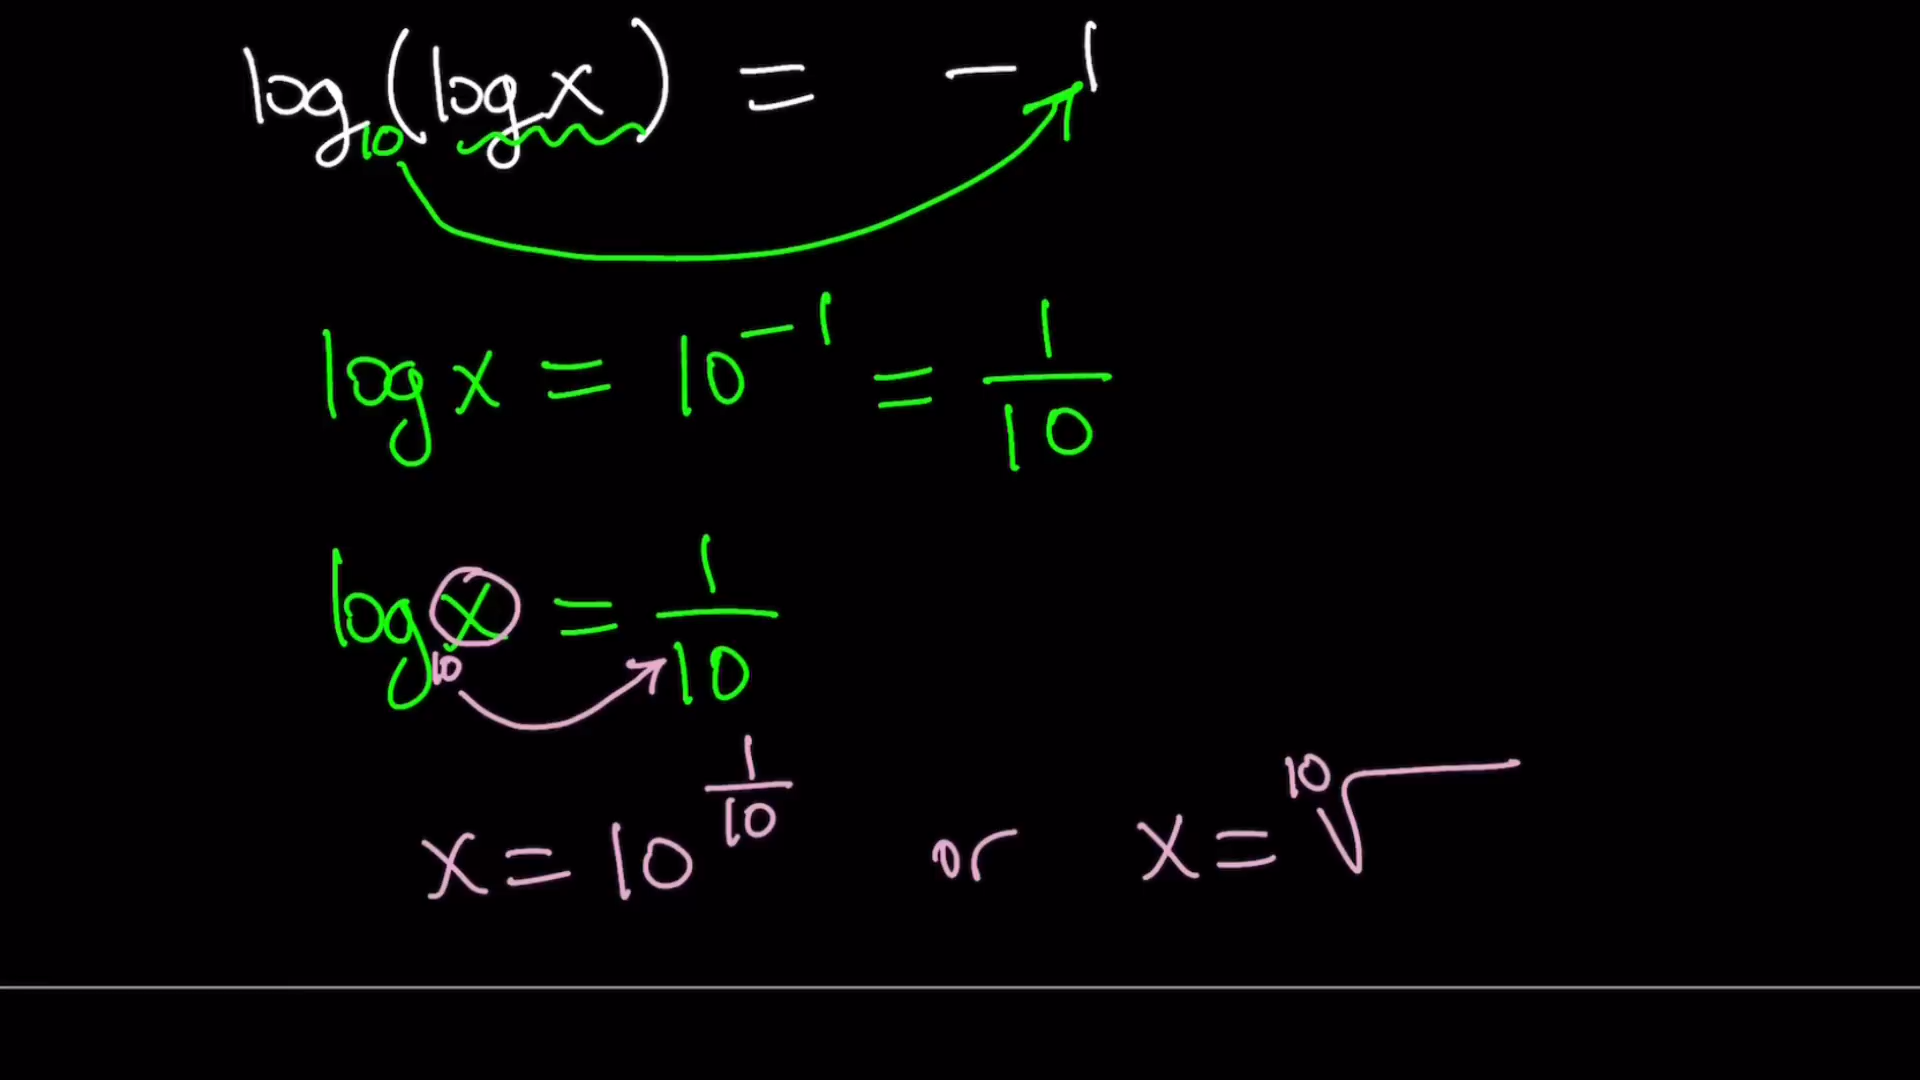 log₁₀(log x) = -1
log x = 10⁻¹ = 1/10
log₁₀ x = 1/10
x = 10^(1/10) or x = ¹⁰√